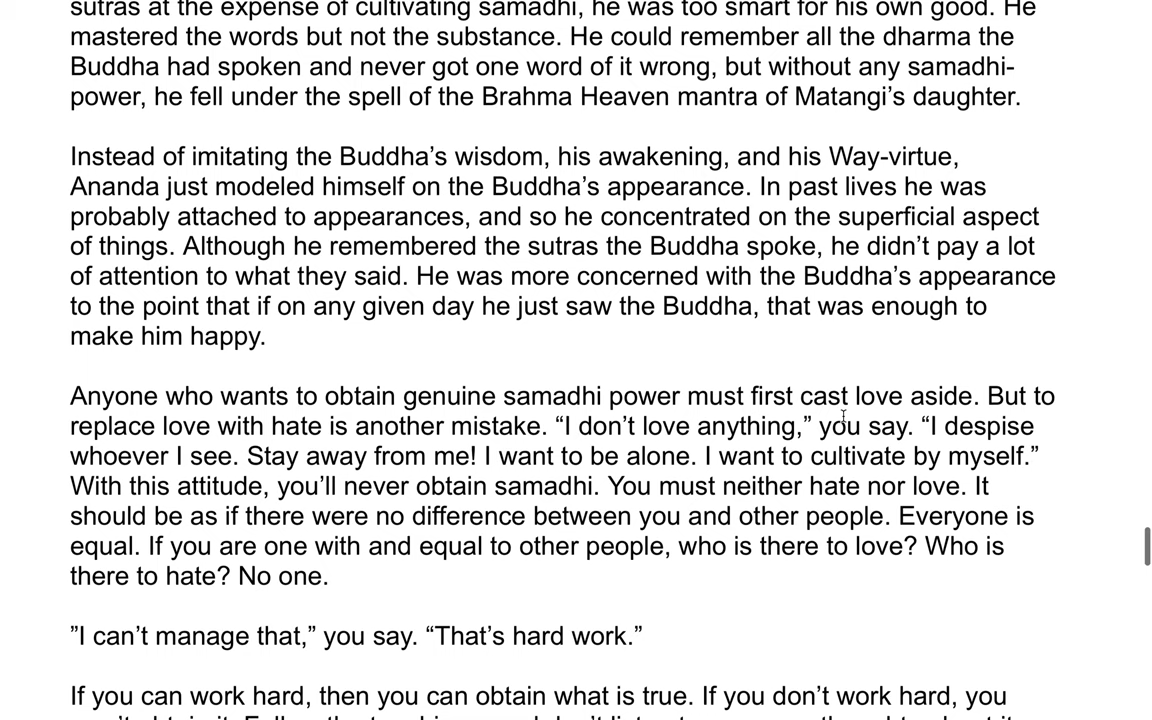 sutras at the expense of cultivating samadhi, he was too smart for his own good. He
mastered the words but not the substance. He could remember all the dharma the
Buddha had spoken and never got one word of it wrong, but without any samadhi-
power, he fell under the spell of the Brahma Heaven mantra of Matangi’s daughter.
Instead of imitating the Buddha’s wisdom, his awakening, and his Way-virtue,
Ananda just modeled himself on the Buddha’s appearance. In past lives he was
probably attached to appearances, and so he concentrated on the superficial aspect
of things. Although he remembered the sutras the Buddha spoke, he didn’t pay a lot
of attention to what they said. He was more concerned with the Buddha’s appearance
to the point that if on any given day he just saw the Buddha, that was enough to
make him happy.
Anyone who wants to obtain genuine samadhi power must first cast love aside. But to
replace love with hate is another mistake. “I don’t love anything,” you say. “I despise
whoever I see. Stay away from me! I want to be alone. I want to cultivate by myself.”
With this attitude, you’ll never obtain samadhi. You must neither hate nor love. It
should be as if there were no difference between you and other people. Everyone is
equal. If you are one with and equal to other people, who is there to love? Who is
there to hate? No one.
”I can’t manage that,” you say. “That’s hard work.”
If you can work hard, then you can obtain what is true. If you don’t work hard, you